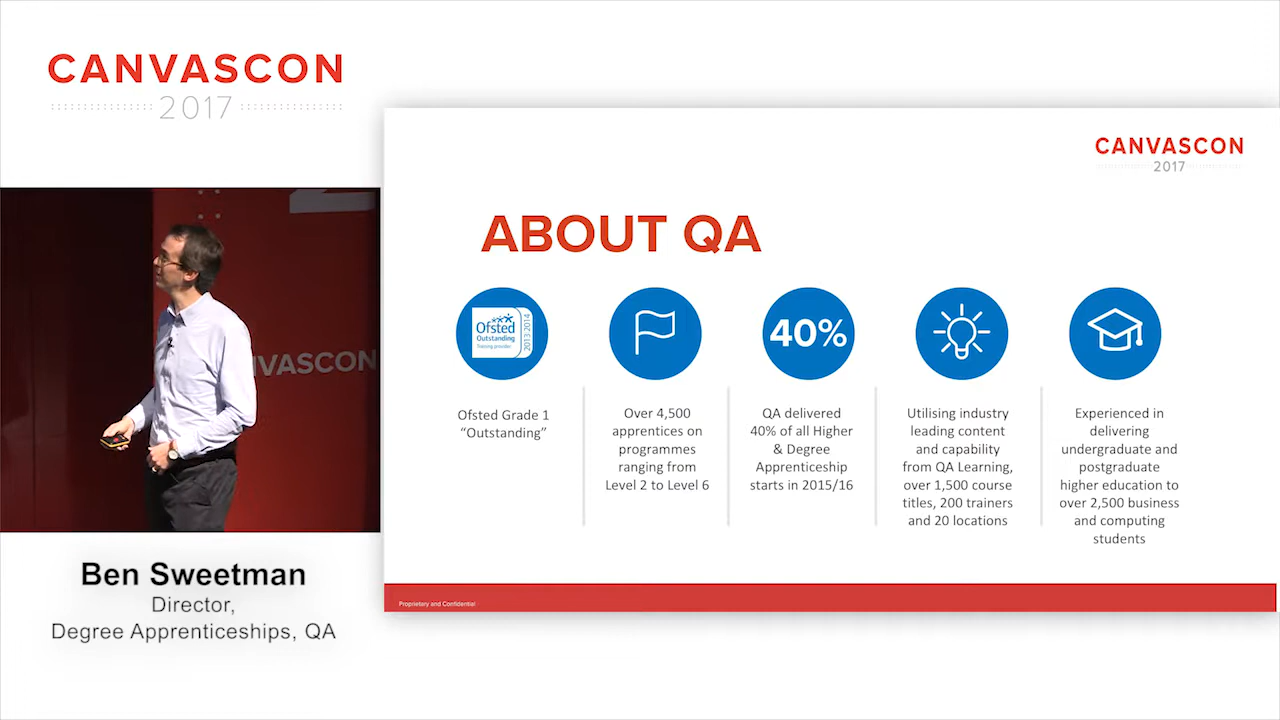 CANVASCON
2017
NVASCON
Ben Sweetman
Director,
Degree Apprenticeships, QA
CANVASCON
2017
ABOUT QA
Ofsted
Outstanding
Training provider
2013 2014
40%
Ofsted Grade 1
“Outstanding”
Over 4,500
apprentices on
programmes
ranging from
Level 2 to Level 6
QA delivered
40% of all Higher
& Degree
Apprenticeship
starts in 2015/16
Utilising industry
leading content
and capability
from QA Learning,
over 1,500 course
titles, 200 trainers
and 20 locations
Experienced in
delivering
undergraduate and
postgraduate
higher education to
over 2,500 business
and computing
students
Proprietary and Confidential